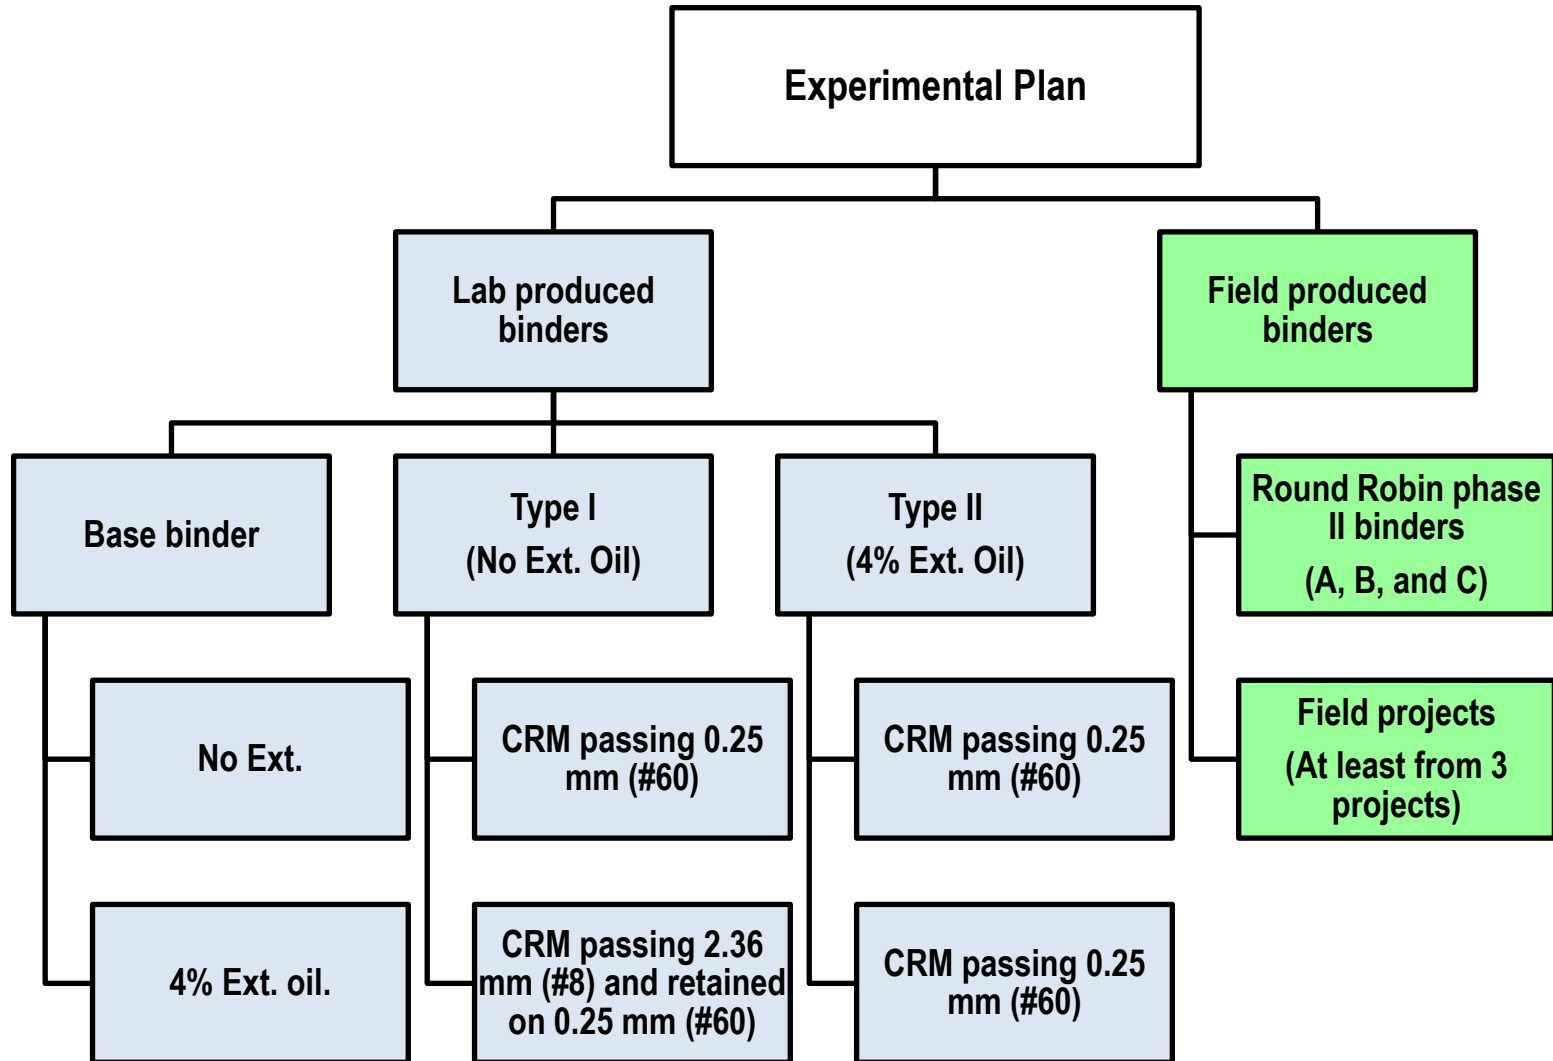 Experimental Plan
Lab produced
binders
Field produced
binders
Base binder
Type I
(No Ext. Oil)
Type II
(4% Ext. Oil)
Round Robin phase
II binders
(A, B, and C)
No Ext.
CRM passing 0.25
mm (#60)
CRM passing 0.25
mm (#60)
Field projects
(At least from 3
projects)
4% Ext. oil.
CRM passing 2.36
mm (#8) and retained
on 0.25 mm (#60)
CRM passing 0.25
mm (#60)